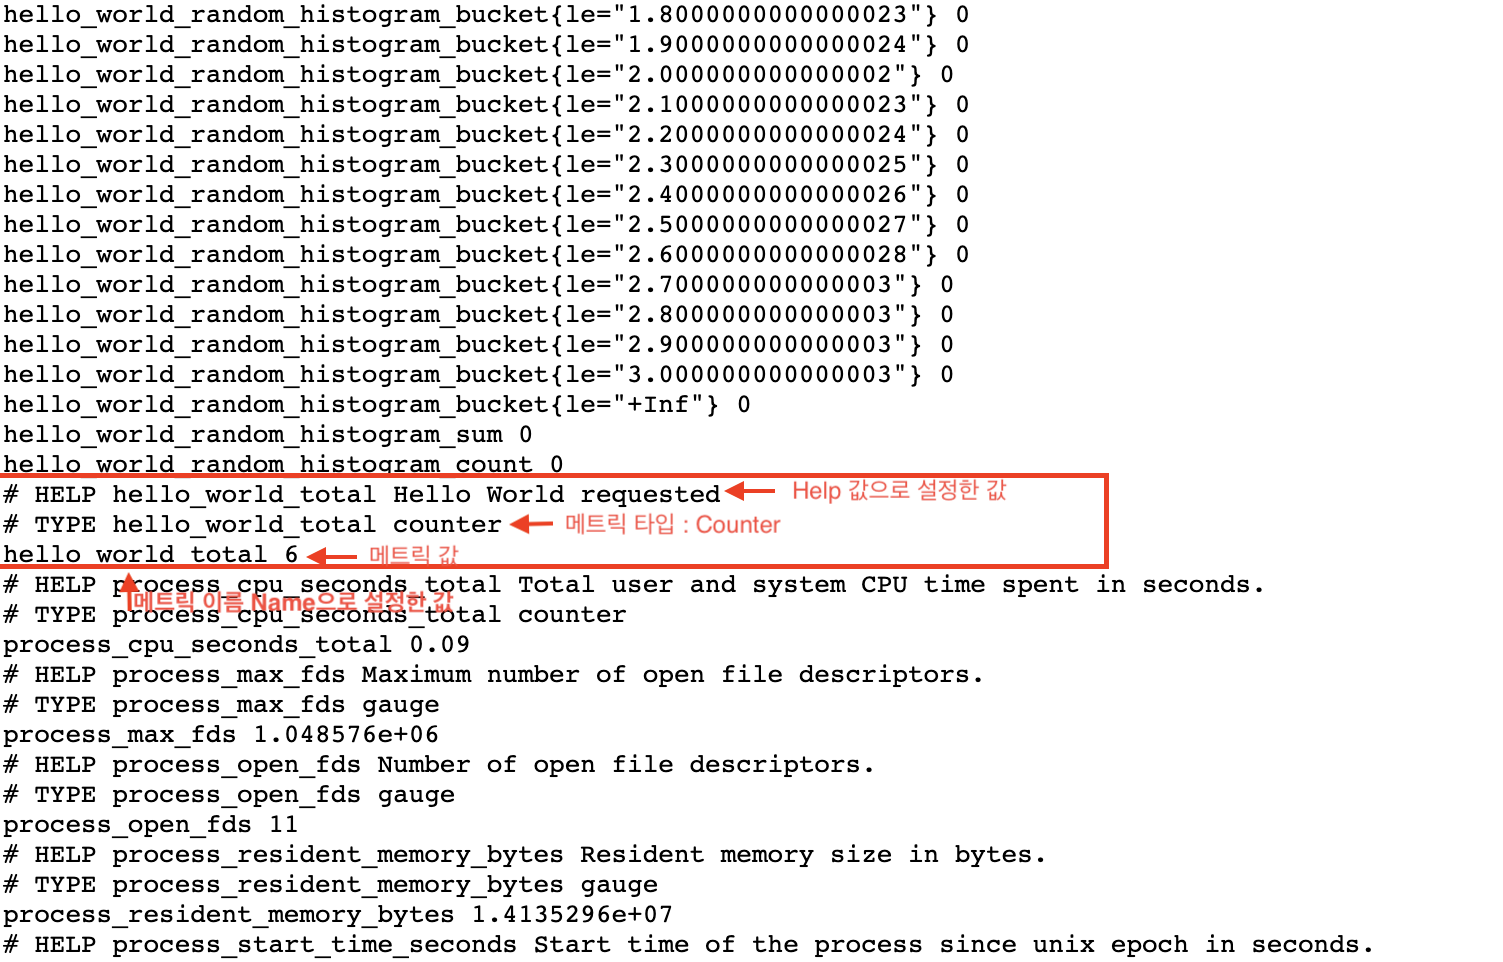 hello_world_random_histogram_bucket{le="1.8000000000000023"} 0
hello_world_random_histogram_bucket{le="1.9000000000000024"} 0
hello_world_random_histogram_bucket{le="2.000000000000002"} 0
hello_world_random_histogram_bucket{le="2.1000000000000023"} 0
hello_world_random_histogram_bucket{le="2.2000000000000024"} 0
hello_world_random_histogram_bucket{le="2.3000000000000025"} 0
hello_world_random_histogram_bucket{le="2.4000000000000026"} 0
hello_world_random_histogram_bucket{le="2.5000000000000027"} 0
hello_world_random_histogram_bucket{le="2.6000000000000028"} 0
hello_world_random_histogram_bucket{le="2.700000000000003"} 0
hello_world_random_histogram_bucket{le="2.800000000000003"} 0
hello_world_random_histogram_bucket{le="2.900000000000003"} 0
hello_world_random_histogram_bucket{le="3.000000000000003"} 0
hello_world_random_histogram_bucket{le="+Inf"} 0
hello_world_random_histogram_sum 0
hello_world_random_histogram_count 0
# HELP hello_world_total Hello World requested Help 값으로 설정한 값
# TYPE hello_world_total counter 메트릭 타입 : Counter
hello_world_total 6 메트릭 값
# HELP process_cpu_seconds_total Total user and system CPU time spent in seconds.
메트릭 이름 Name으로 설정한 값
# TYPE process_cpu_seconds_total counter
process_cpu_seconds_total 0.09
# HELP process_max_fds Maximum number of open file descriptors.
# TYPE process_max_fds gauge
process_max_fds 1.048576e+06
# HELP process_open_fds Number of open file descriptors.
# TYPE process_open_fds gauge
process_open_fds 11
# HELP process_resident_memory_bytes Resident memory size in bytes.
# TYPE process_resident_memory_bytes gauge
process_resident_memory_bytes 1.4135296e+07
# HELP process_start_time_seconds Start time of the process since unix epoch in seconds.